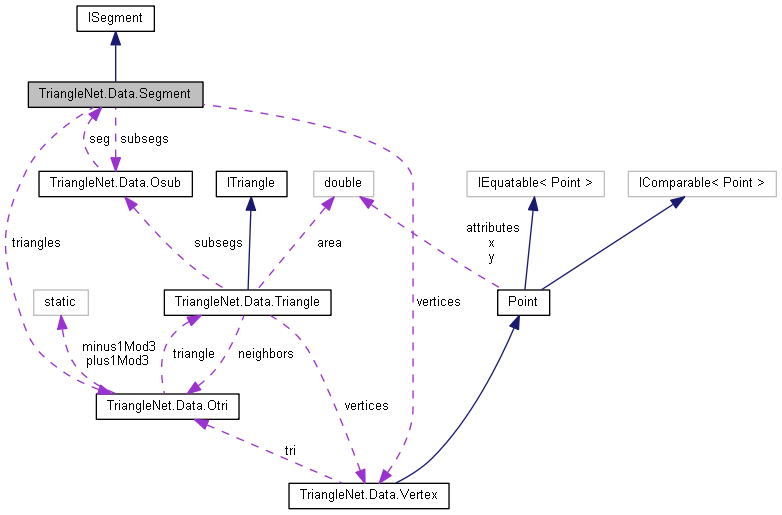 ISegment
TriangleNet.Data.Segment
seg
subsegs
TriangleNet.Data.Osub
ITriangle
double
IEquatable< Point >
IComparable< Point >
triangles
subsegs
area
attributes
x
y
static
TriangleNet.Data.Triangle
vertices
Point
minus1Mod3
plus1Mod3
triangle
neighbors
TriangleNet.Data.Otri
vertices
tri
TriangleNet.Data.Vertex